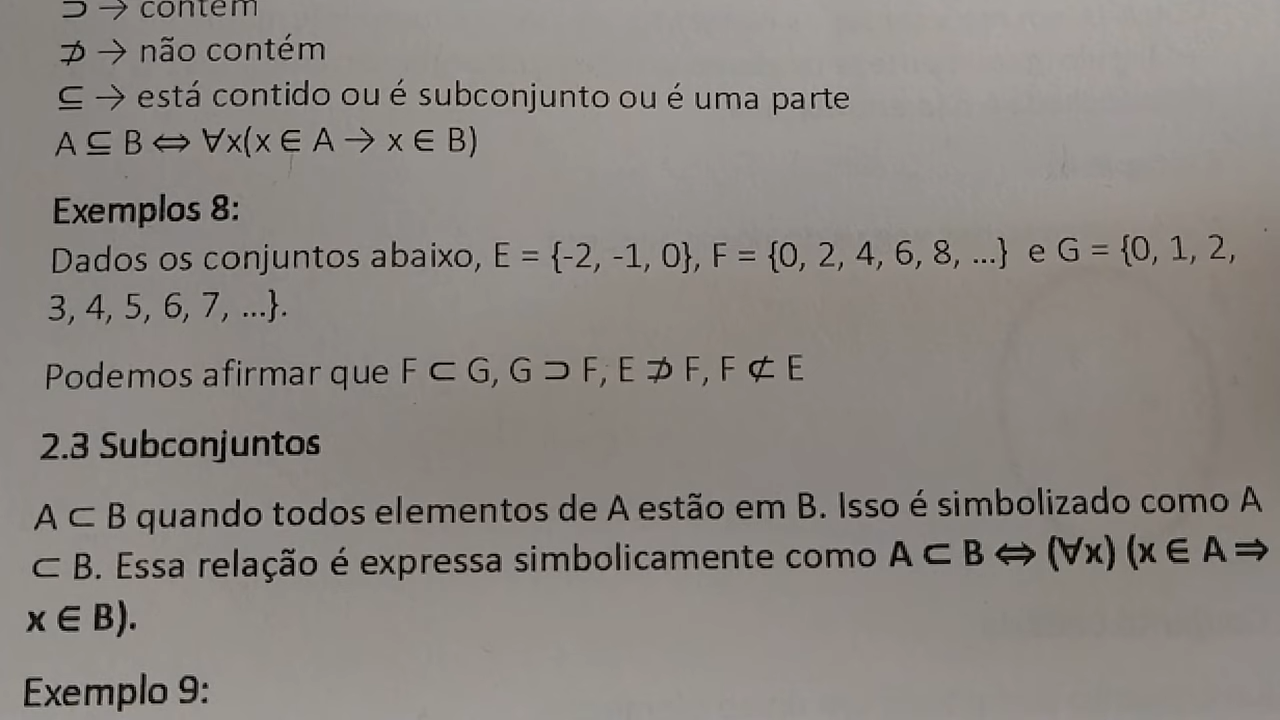 ⊃ → contém
⊅ → não contém
⊆ → está contido ou é subconjunto ou é uma parte
A ⊆ B ⇔ ∀x(x ∈ A → x ∈ B)
Exemplos 8:
Dados os conjuntos abaixo, E = {-2, -1, 0}, F = {0, 2, 4, 6, 8, ...} e G = {0, 1, 2,
3, 4, 5, 6, 7, ...}.
Podemos afirmar que F ⊂ G, G ⊃ F, E ⊅ F, F ⊄ E
2.3 Subconjuntos
A ⊂ B quando todos elementos de A estão em B. Isso é simbolizado como A
⊂ B. Essa relação é expressa simbolicamente como A ⊂ B ⇔ (∀x) (x ∈ A ⇒
x ∈ B).
Exemplo 9: